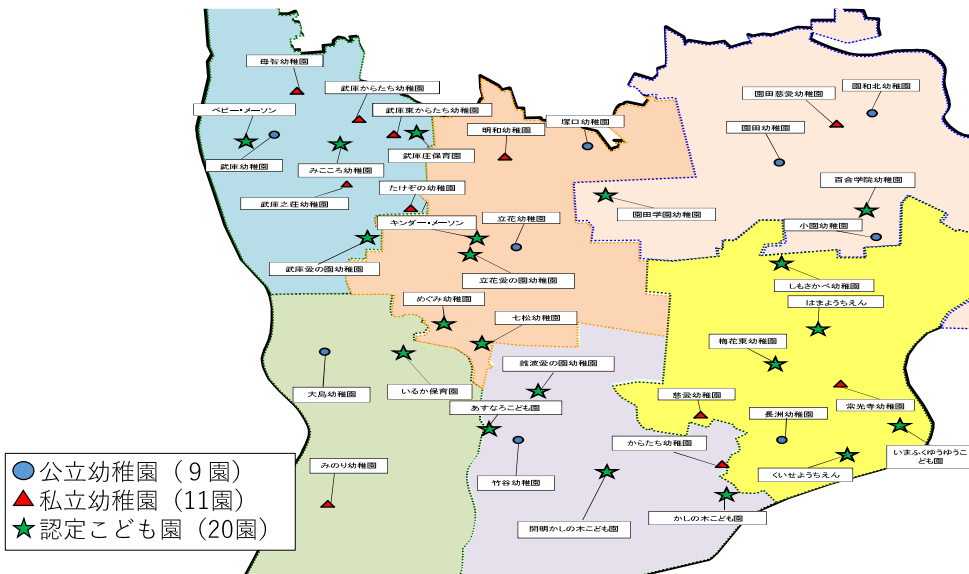 母智幼稚園
武庫からたち幼稚園
ベビー・メーソン
武庫東からたち幼稚園
武庫幼稚園
みこころ幼稚園
武庫庄保育園
武庫之荘幼稚園
たけぞの幼稚園
明和幼稚園
塚口幼稚園
園田慈愛幼稚園
園和北幼稚園
園田幼稚園
百合学院幼稚園
小園幼稚園
園田学園幼稚園
キンダー・メーソン
立花幼稚園
武庫愛の園幼稚園
立花愛の園幼稚園
しもさかべ幼稚園
はまようちえん
めぐみ幼稚園
七松幼稚園
梅花東幼稚園
難波愛の園幼稚園
大島幼稚園
いるか保育園
慈愛幼稚園
常光寺幼稚園
あすなろこども園
長洲幼稚園
からたち幼稚園
いまふくゆうゆうこ
ども園
みのり幼稚園
竹谷幼稚園
くいせようちえん
開明かしの木こども園
かしの木こども園
公立幼稚園（９園）
私立幼稚園（11園）
認定こども園（20園）